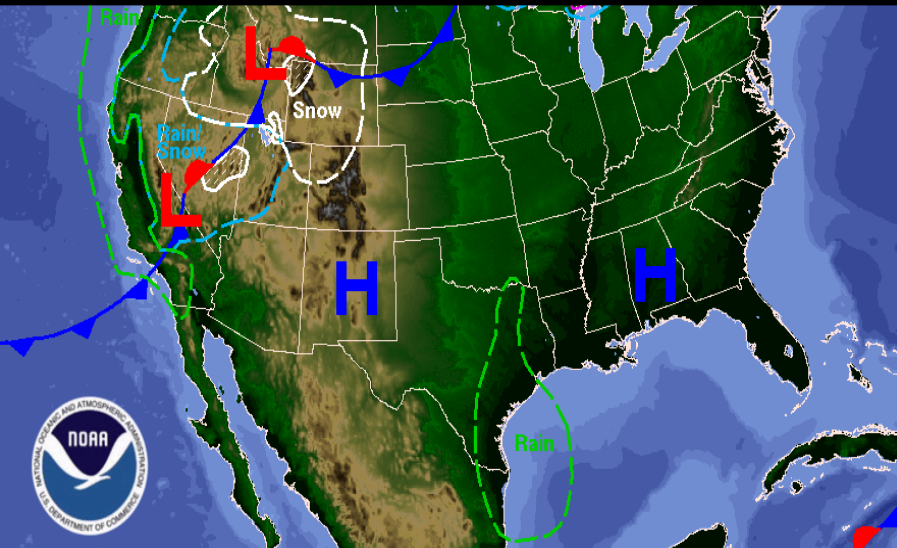 Rain
L
Snow
Rain/
Snow
L
H
H
Rain
NATIONAL OCEANIC AND ATMOSPHERIC ADMINISTRATION
NOAA
U.S. DEPARTMENT OF COMMERCE